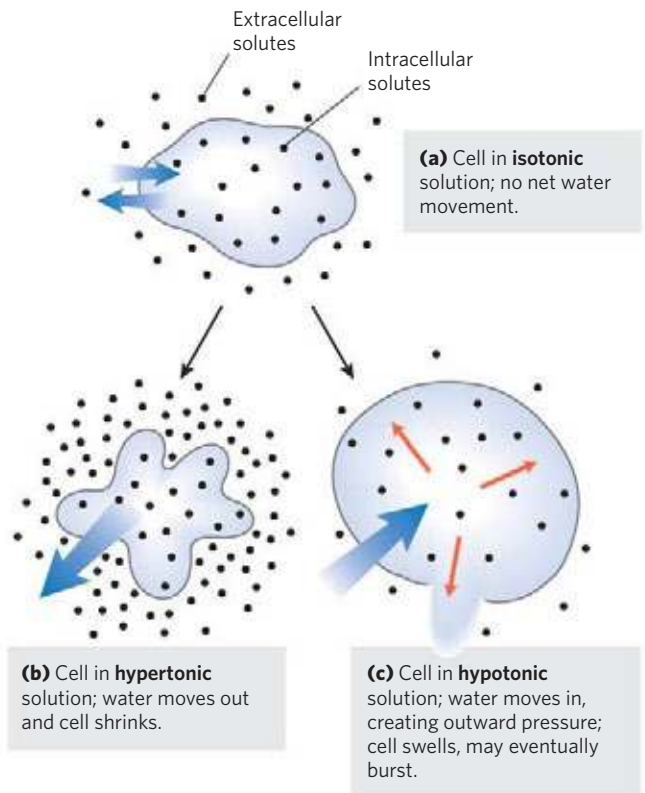 Extracellular
solutes
Intracellular
solutes
(a) Cell in isotonic
solution; no net water
movement.
(b) Cell in hypertonic
solution; water moves out
and cell shrinks.
(c) Cell in hypotonic
solution; water moves in,
creating outward pressure;
cell swells, may eventually
burst.